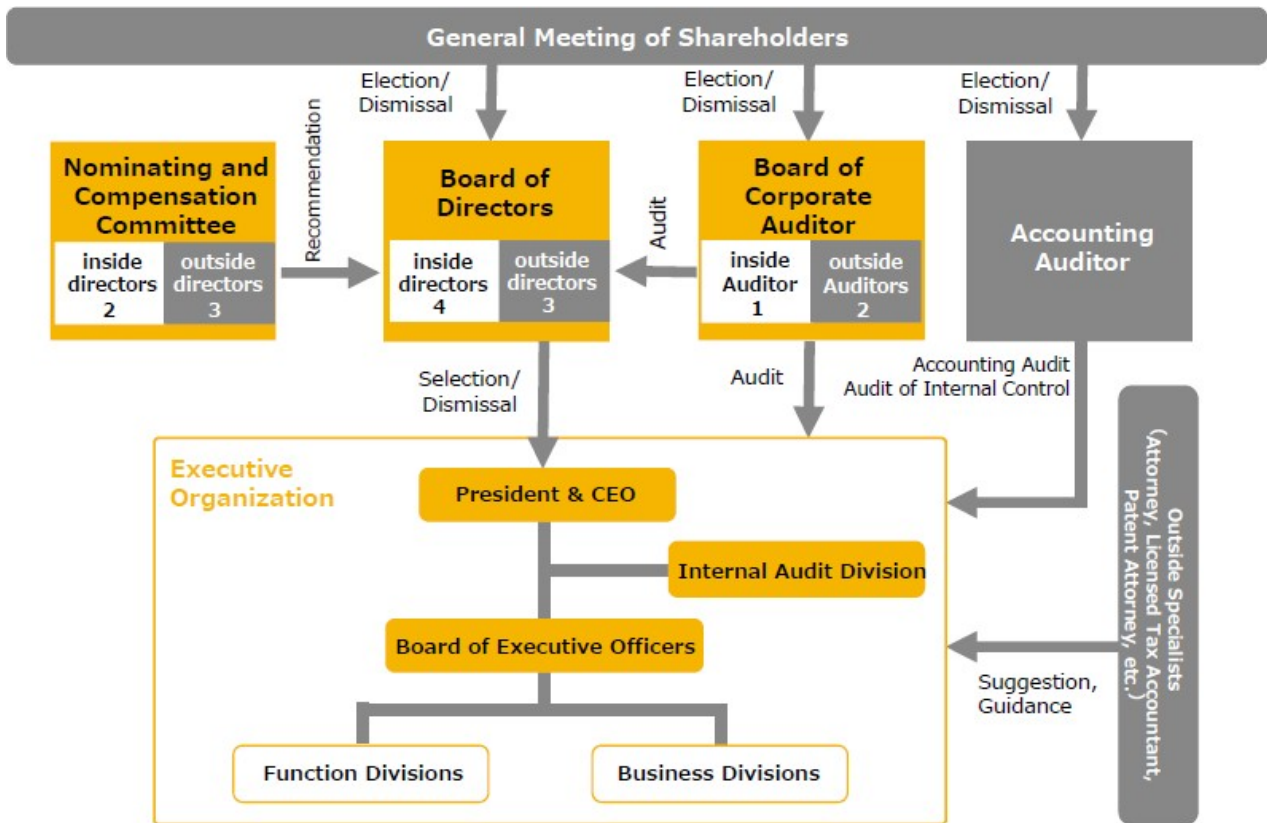 General Meeting of Shareholders
Election/
Dismissal
Election/
Dismissal
Election/
Dismissal
Nominating and
Compensation
Committee
inside
directors
2
outside
directors
3
Recommendation
Board of
Directors
inside
directors
4
outside
directors
3
Audit
Board of
Corporate
Auditor
inside
Auditor
1
outside
Auditors
2
Accounting
Auditor
Selection/
Dismissal
Audit
Accounting Audit
Audit of Internal Control
Executive
Organization
President & CEO
Internal Audit Division
Board of Executive Officers
Function Divisions
Business Divisions
Suggestion,
Guidance
Outside Specialists
(Attorney, Licensed Tax Accountant,
Patent Attorney, etc.)